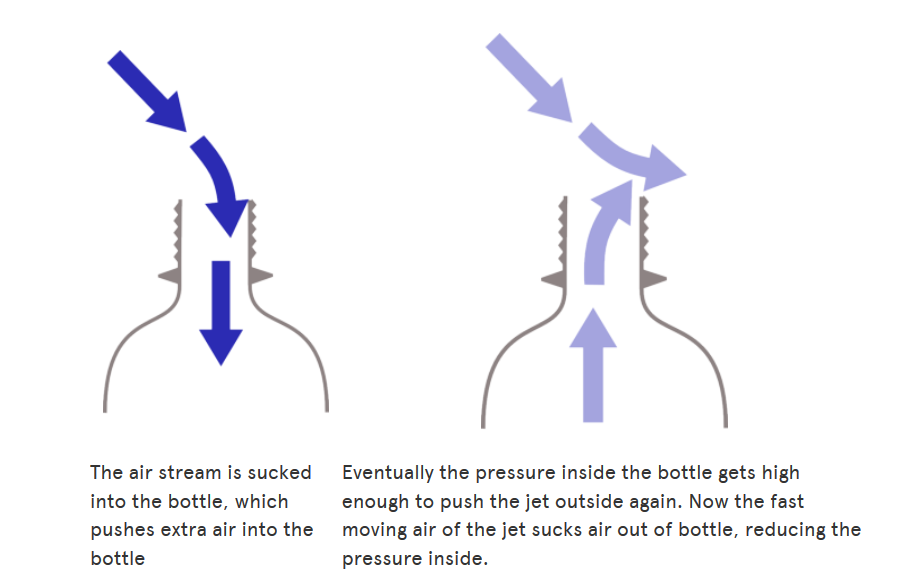 The air stream is sucked
into the bottle, which
pushes extra air into the
bottle
Eventually the pressure inside the bottle gets high
enough to push the jet outside again. Now the fast
moving air of the jet sucks air out of bottle, reducing the
pressure inside.